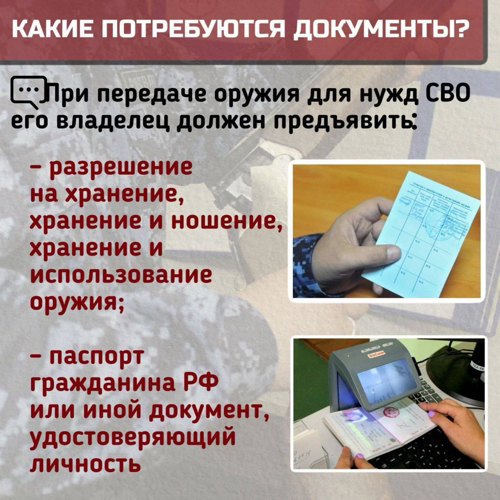 КАКИЕ ПОТРЕБУЮТСЯ ДОКУМЕНТЫ?
При передаче оружия для нужд СВО
его владелец должен предъявить:
– разрешение
на хранение,
хранение и ношение,
хранение и
использование
оружия;
– паспорт
гражданина РФ
или иной документ,
удостоверяющий
личность